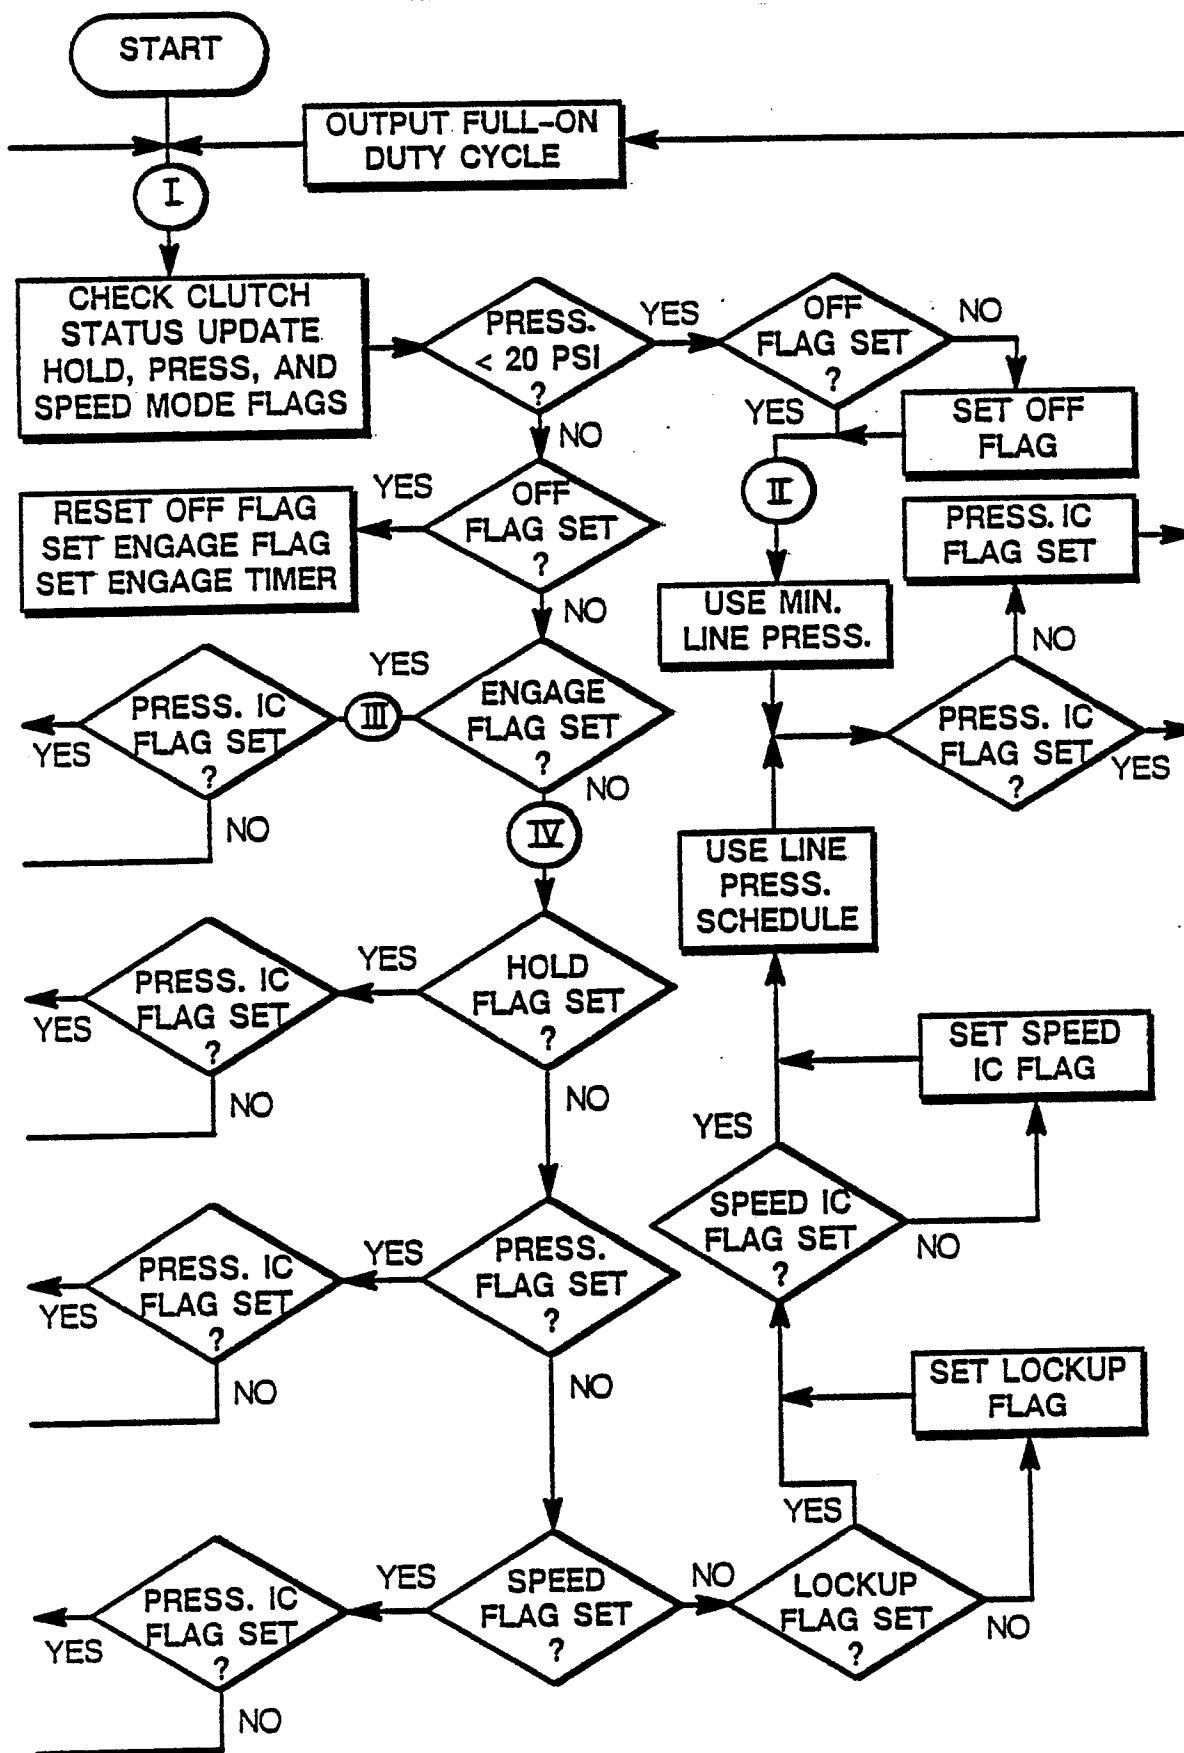 START
OUTPUT FULL-ON
DUTY CYCLE
I
CHECK CLUTCH
STATUS UPDATE
HOLD, PRESS, AND
SPEED MODE FLAGS
PRESS.
< 20 PSI
?
YES
NO
OFF
FLAG SET
?
NO
YES
SET OFF
FLAG
II
YES
OFF
FLAG SET
?
NO
RESET OFF FLAG
SET ENGAGE FLAG
SET ENGAGE TIMER
PRESS. IC
FLAG SET
USE MIN.
LINE PRESS.
NO
PRESS. IC
FLAG SET
?
YES
YES
ENGAGE
FLAG SET
?
NO
III
PRESS. IC
FLAG SET
?
YES
NO
IV
USE LINE
PRESS.
SCHEDULE
HOLD
FLAG SET
?
YES
NO
PRESS. IC
FLAG SET
?
YES
NO
SET SPEED
IC FLAG
YES
SPEED IC
FLAG SET
?
NO
PRESS.
FLAG SET
?
YES
NO
PRESS. IC
FLAG SET
?
YES
NO
SET LOCKUP
FLAG
YES
LOCKUP
FLAG SET
?
NO
SPEED
FLAG SET
?
NO
YES
PRESS. IC
FLAG SET
?
YES
NO